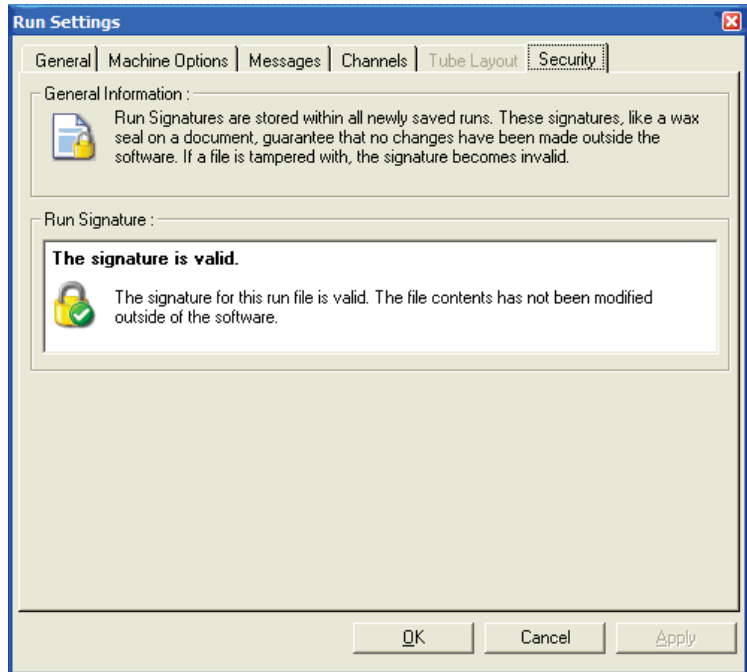 Run Settings
General Machine Options Messages Channels Tube Layout Security
General Information :
Run Signatures are stored within all newly saved runs. These signatures, like a wax
seal on a document, guarantee that no changes have been made outside the
software. If a file is tampered with, the signature becomes invalid.
Run Signature :
The signature is valid.
The signature for this run file is valid. The file contents has not been modified
outside of the software.
OK Cancel Apply